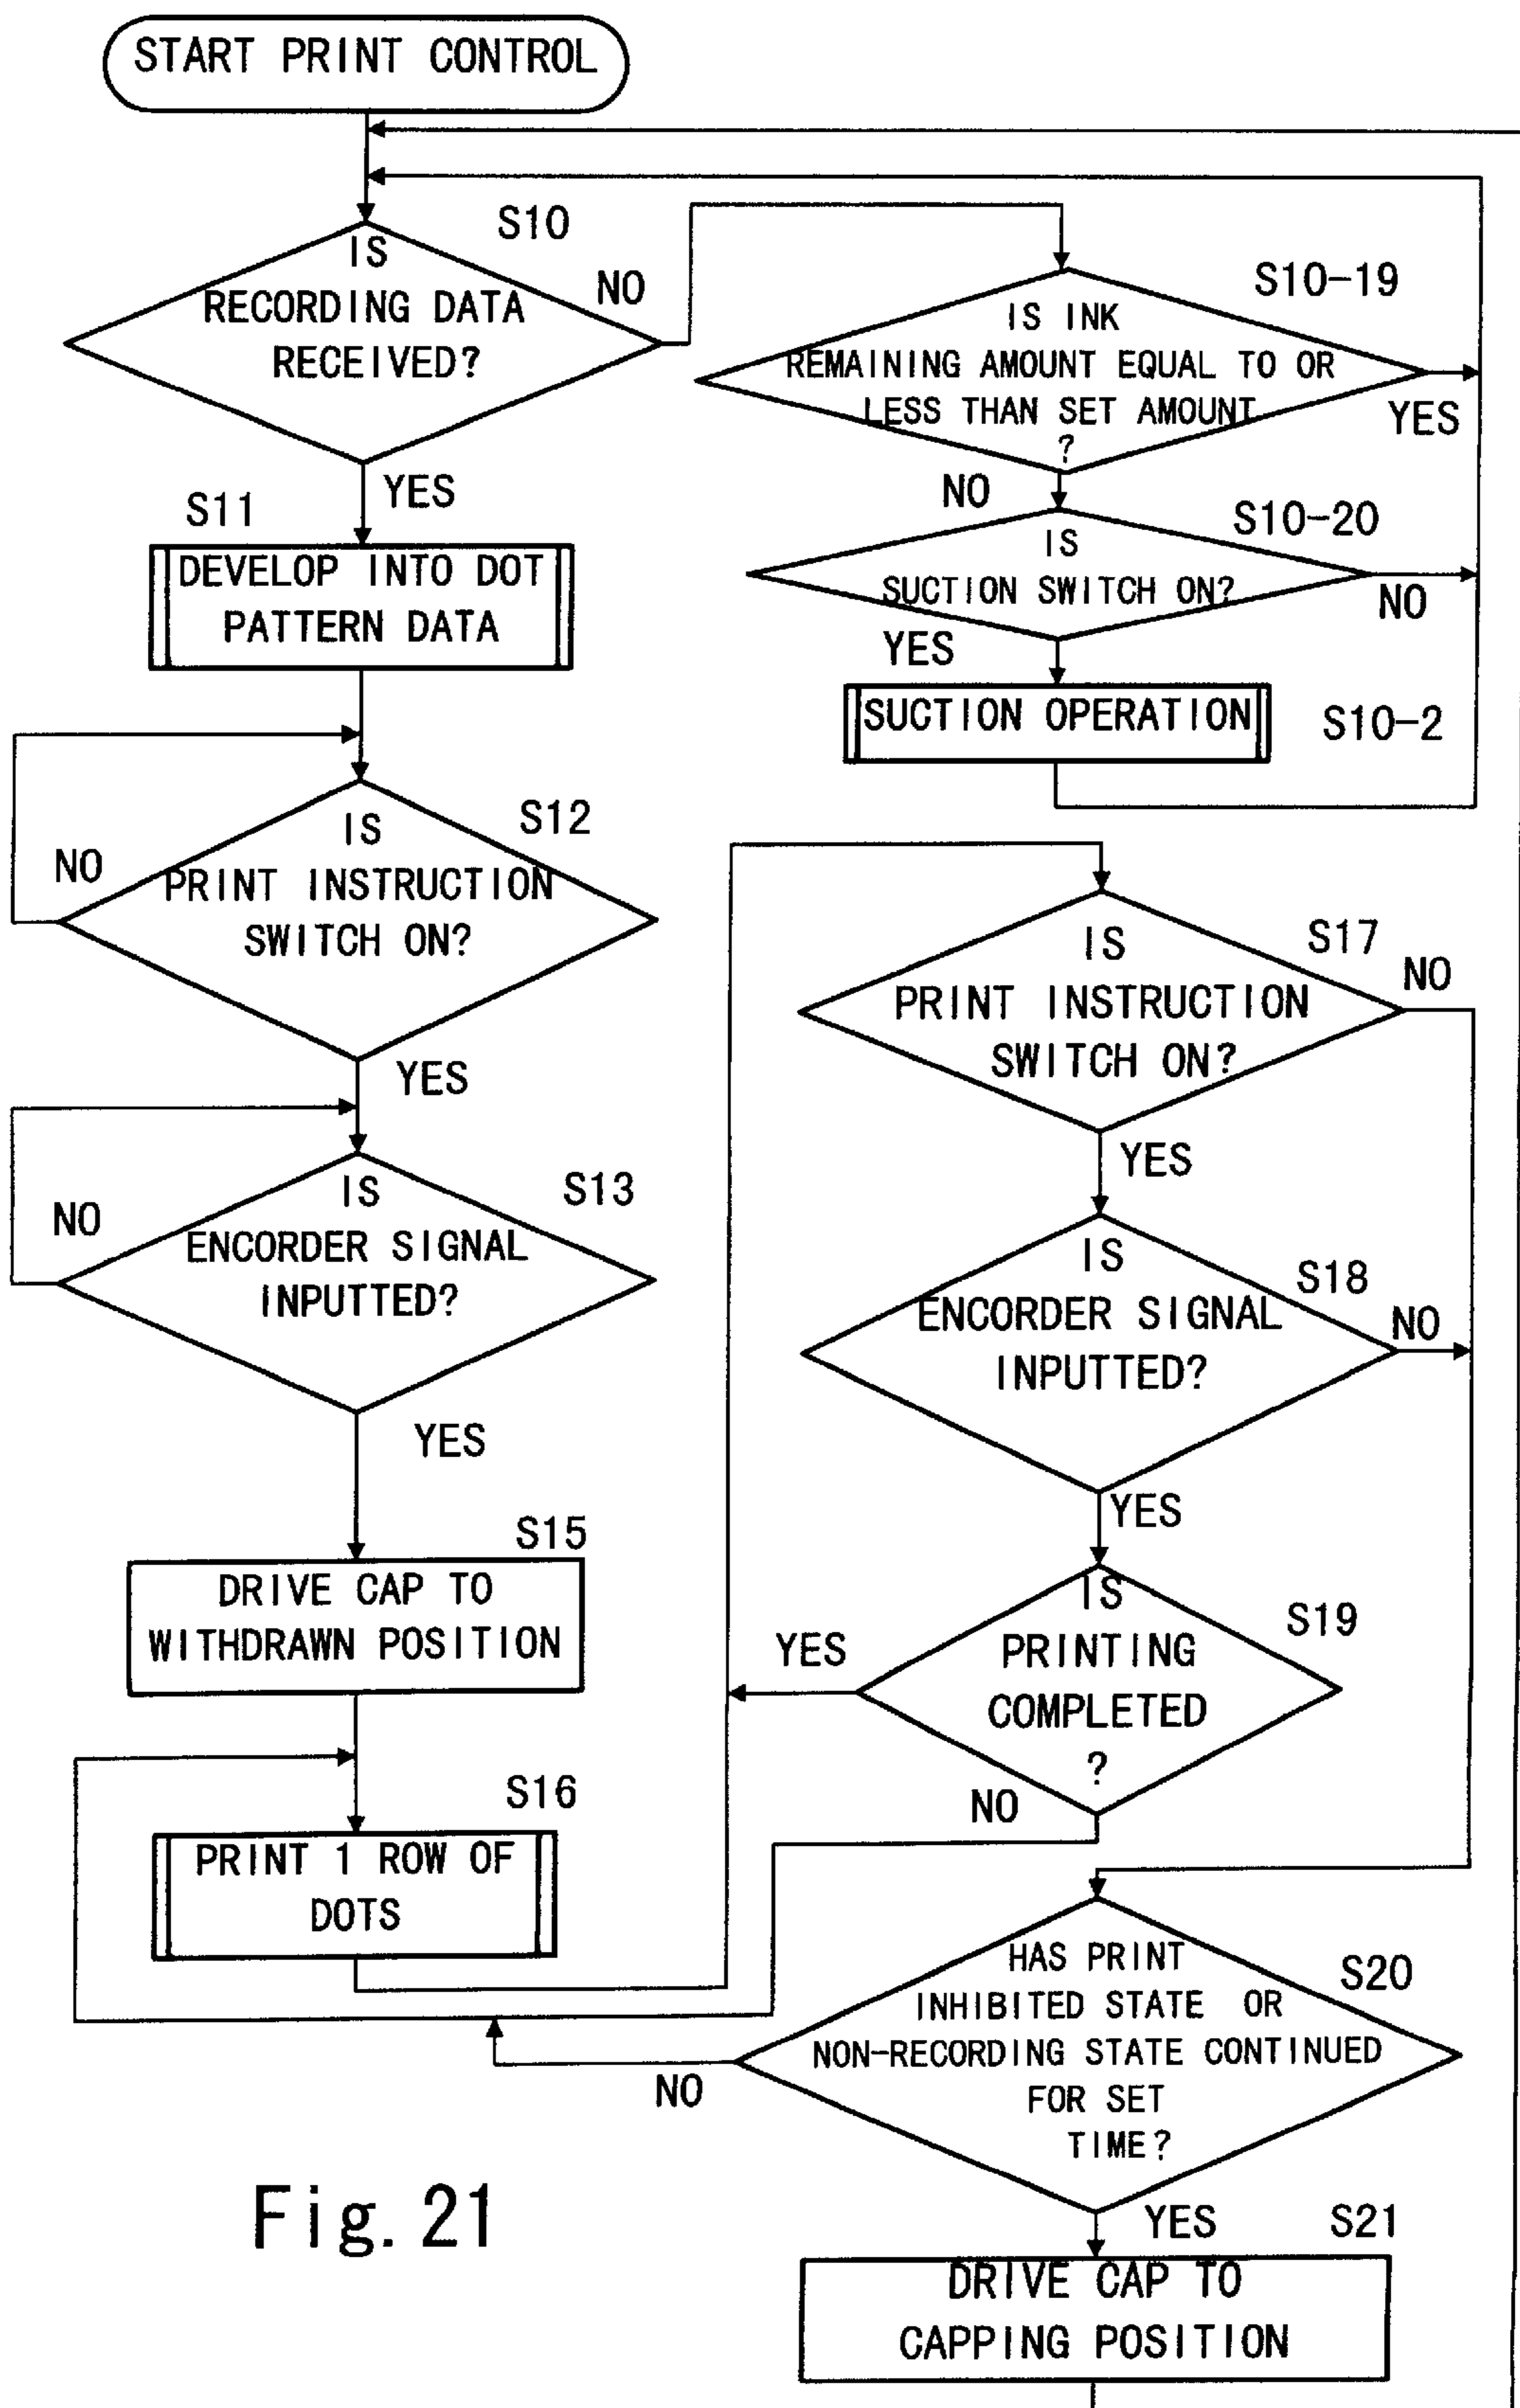 START PRINT CONTROL
S10
IS
RECORDING DATA
RECEIVED?
NO
YES
S10-19
IS INK
REMAINING AMOUNT EQUAL TO OR
LESS THAN SET AMOUNT
?
YES
NO
S10-20
IS
SUCTION SWITCH ON?
NO
YES
SUCTION OPERATION
S10-2
S11
DEVELOP INTO DOT
PATTERN DATA
S12
IS
PRINT INSTRUCTION
SWITCH ON?
NO
YES
S13
IS
ENCORDER SIGNAL
INPUTTED?
NO
YES
S15
DRIVE CAP TO
WITHDRAWN POSITION
S16
PRINT 1 ROW OF
DOTS
S17
IS
PRINT INSTRUCTION
SWITCH ON?
NO
YES
S18
IS
ENCORDER SIGNAL
INPUTTED?
NO
YES
S19
IS
PRINTING
COMPLETED
?
YES
NO
S20
HAS PRINT
INHIBITED STATE OR
NON-RECORDING STATE CONTINUED
FOR SET
TIME?
NO
YES
S21
DRIVE CAP TO
CAPPING POSITION
Fig. 21